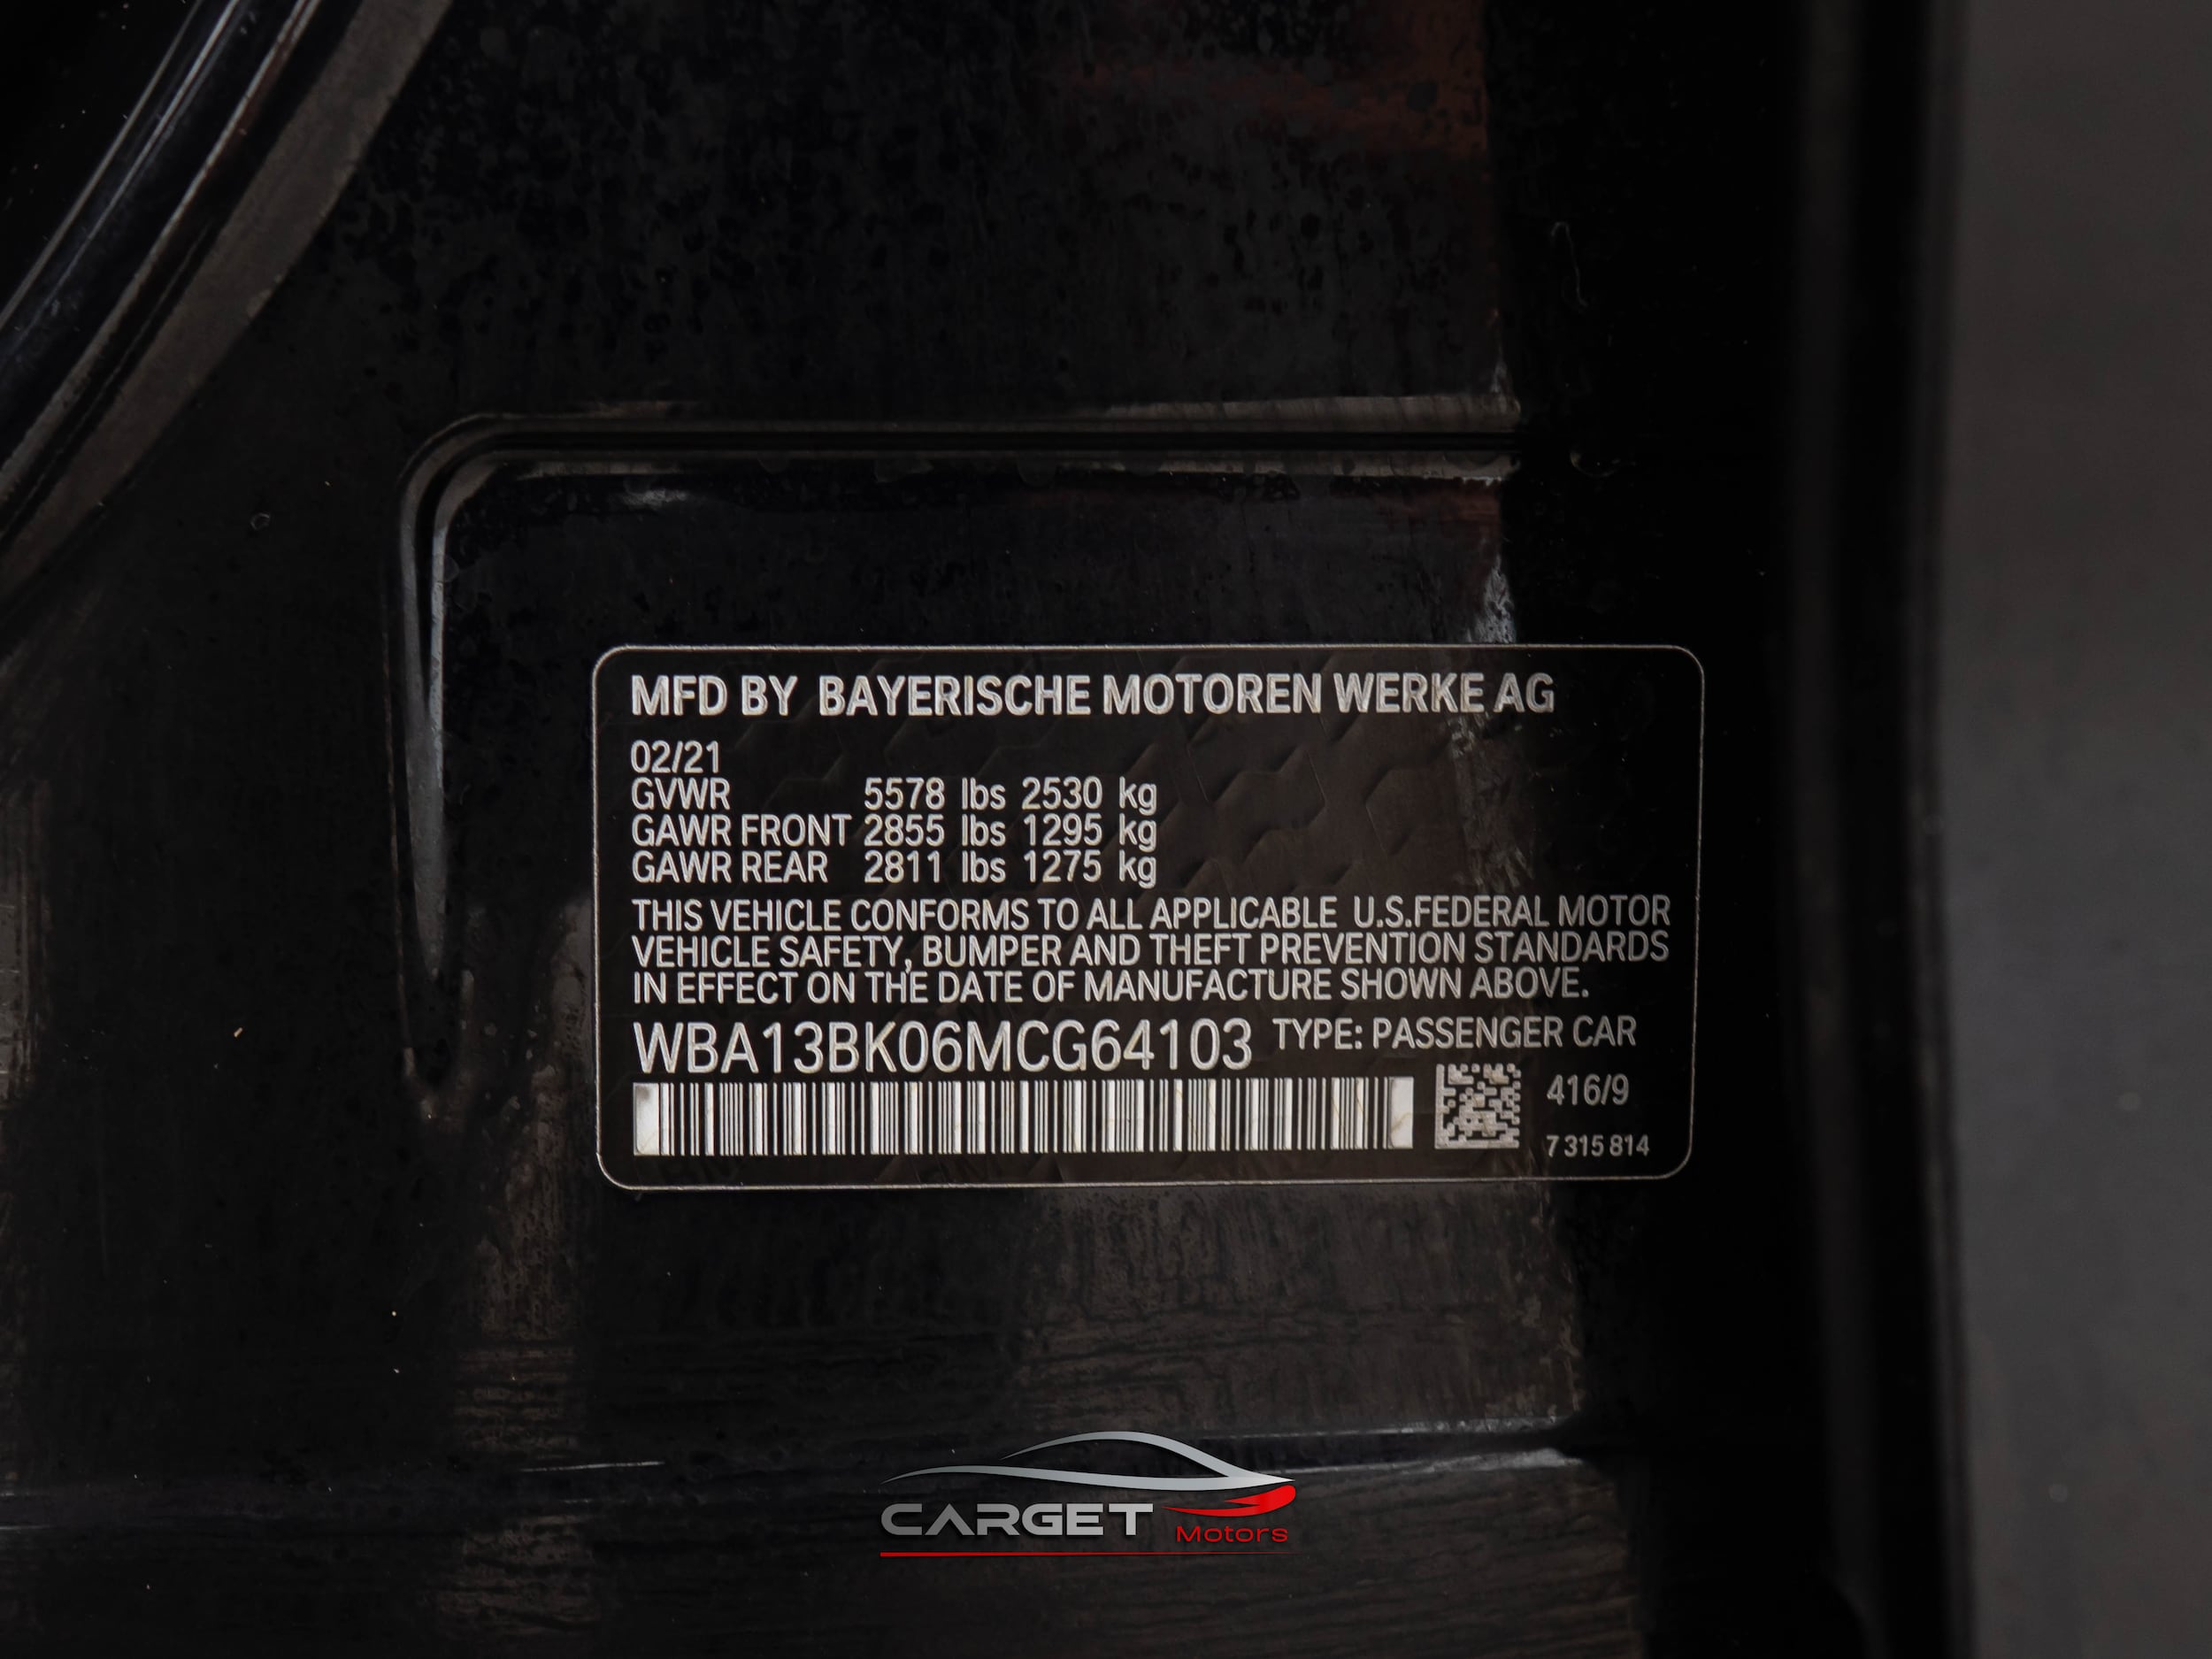 MFD BY BAYERISCHE MOTOREN WERKE AG
02/21
GVWR 5578 lbs 2530 kg
GAWR FRONT 2855 lbs 1295 kg
GAWR REAR 2811 lbs 1275 kg
THIS VEHICLE CONFORMS TO ALL APPLICABLE U.S.FEDERAL MOTOR
VEHICLE SAFETY, BUMPER AND THEFT PREVENTION STANDARDS
IN EFFECT ON THE DATE OF MANUFACTURE SHOWN ABOVE.
WBA13BK06MCG64103 TYPE: PASSENGER CAR
416/9
7 315 814
CARGET
Motors